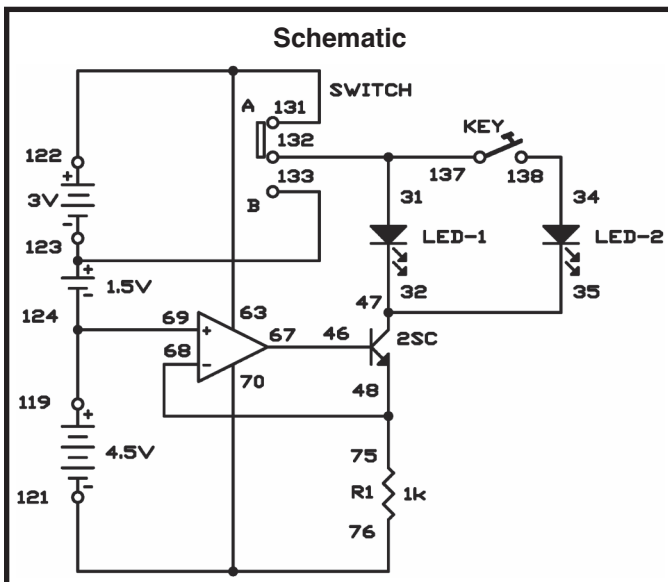 Schematic
SWITCH
A 131
132
KEY
122
133
137 138
+
3V
B
31
34
-
123
LED-1
LED-2
+
1.5V
-
32
35
124
47
69 + 63
67
46
2SC
68 -
70
48
119
+
4.5V
75
-
121
R1 1k
76